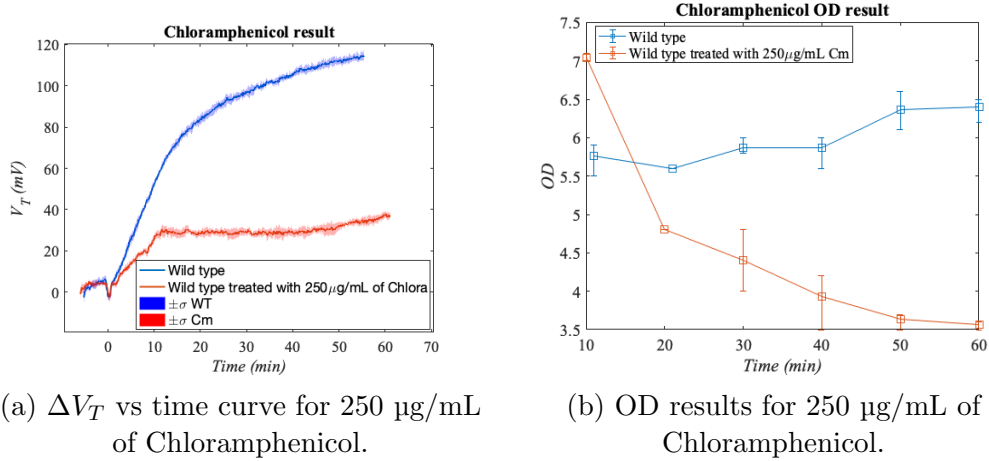 Chloramphenicol result
120
100
80
60
40
20
0
V_T (mV)
0 10 20 30 40 50 60 70
Time (min)
Wild type
Wild type treated with 250µg/mL of Chlora
±σ WT
±σ Cm
(a) ΔV_T vs time curve for 250 µg/mL
of Chloramphenicol.
Chloramphenicol OD result
7.5
7
6.5
6
5.5
5
4.5
4
3.5
OD
10 20 30 40 50 60
Time (min)
Wild type
Wild type treated with 250µg/mL Cm
(b) OD results for 250 µg/mL of
Chloramphenicol.